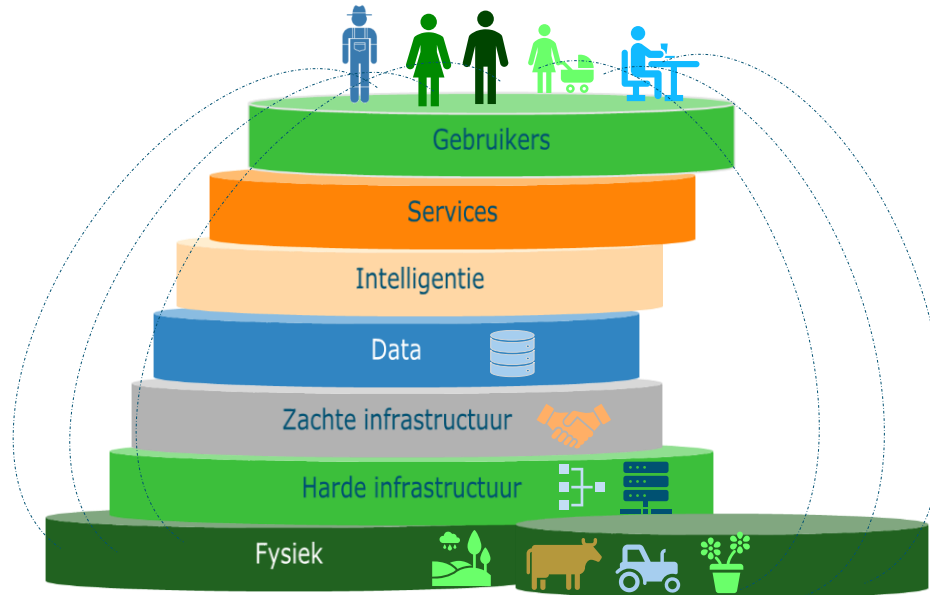 Gebruikers
Services
Intelligentie
Data
Zachte infrastructuur
Harde infrastructuur
Fysiek